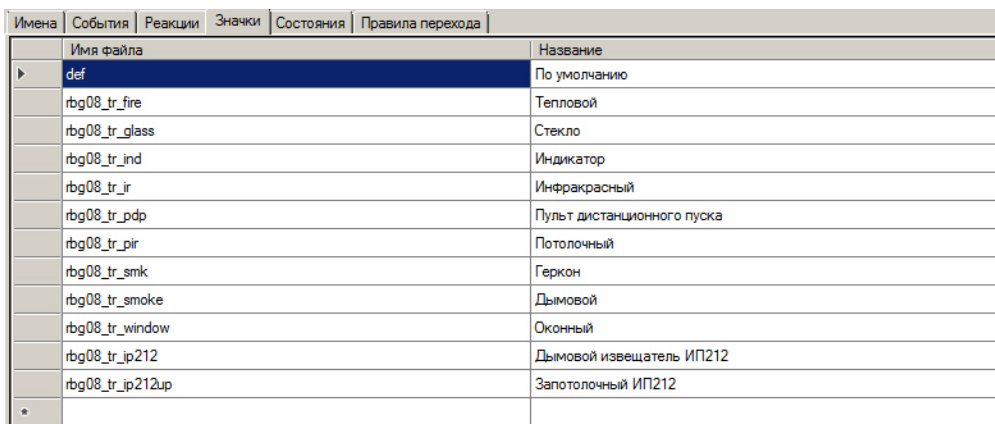 Имена События Реакции Значки Состояния Правила перехода
Имя файла Название
def По умолчанию
rbg08_tr_fire Тепловой
rbg08_tr_glass Стекло
rbg08_tr_ind Индикатор
rbg08_tr_ir Инфракрасный
rbg08_tr_pdp Пульт дистанционного пуска
rbg08_tr_pir Потолочный
rbg08_tr_smk Геркон
rbg08_tr_smoke Дымовой
rbg08_tr_window Оконный
rbg08_tr_ip212 Дымовой извещатель ИП212
rbg08_tr_ip212up Запотолочный ИП212